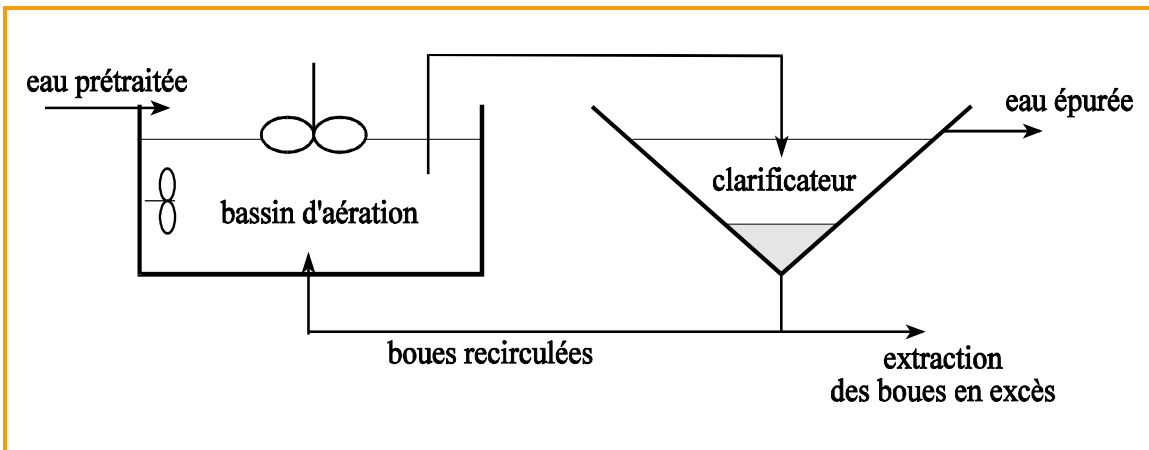 eau prétraitée
eau épurée
clarificateur
bassin d'aération
boues recirculées
extraction
des boues en excès